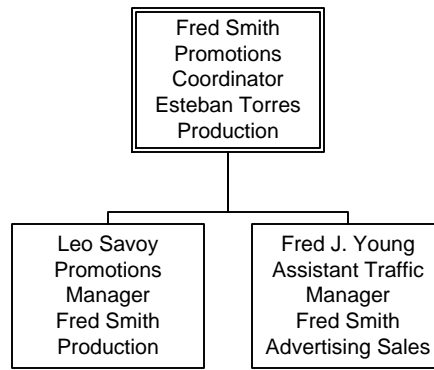 Fred Smith
Promotions
Coordinator
Esteban Torres
Production
Leo Savoy
Promotions
Manager
Fred Smith
Production
Fred J. Young
Assistant Traffic
Manager
Fred Smith
Advertising Sales